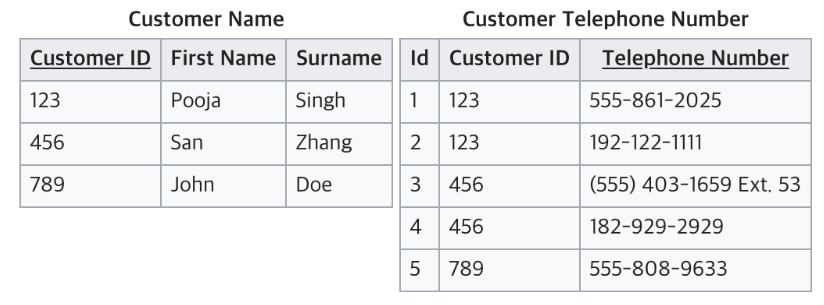 Customer Name
Customer ID First Name Surname
123 Pooja Singh
456 San Zhang
789 John Doe
Customer Telephone Number
Id Customer ID Telephone Number
1 123 555-861-2025
2 123 192-122-1111
3 456 (555) 403-1659 Ext. 53
4 456 182-929-2929
5 789 555-808-9633